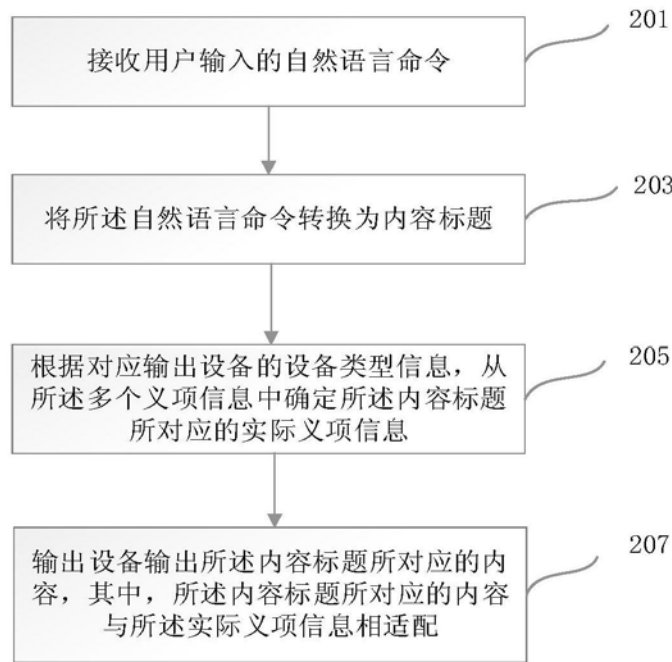 201
接收用户输入的自然语言命令
203
将所述自然语言命令转换为内容标题
205
根据对应输出设备的设备类型信息，从
所述多个义项信息中确定所述内容标题
所对应的实际义项信息
207
输出设备输出所述内容标题所对应的内
容，其中，所述内容标题所对应的内容
与所述实际义项信息相适配